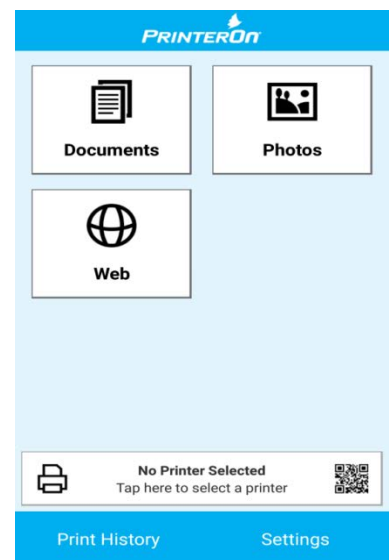 PRINTERON
Documents
Photos
Web
No Printer Selected
Tap here to select a printer
Print History
Settings